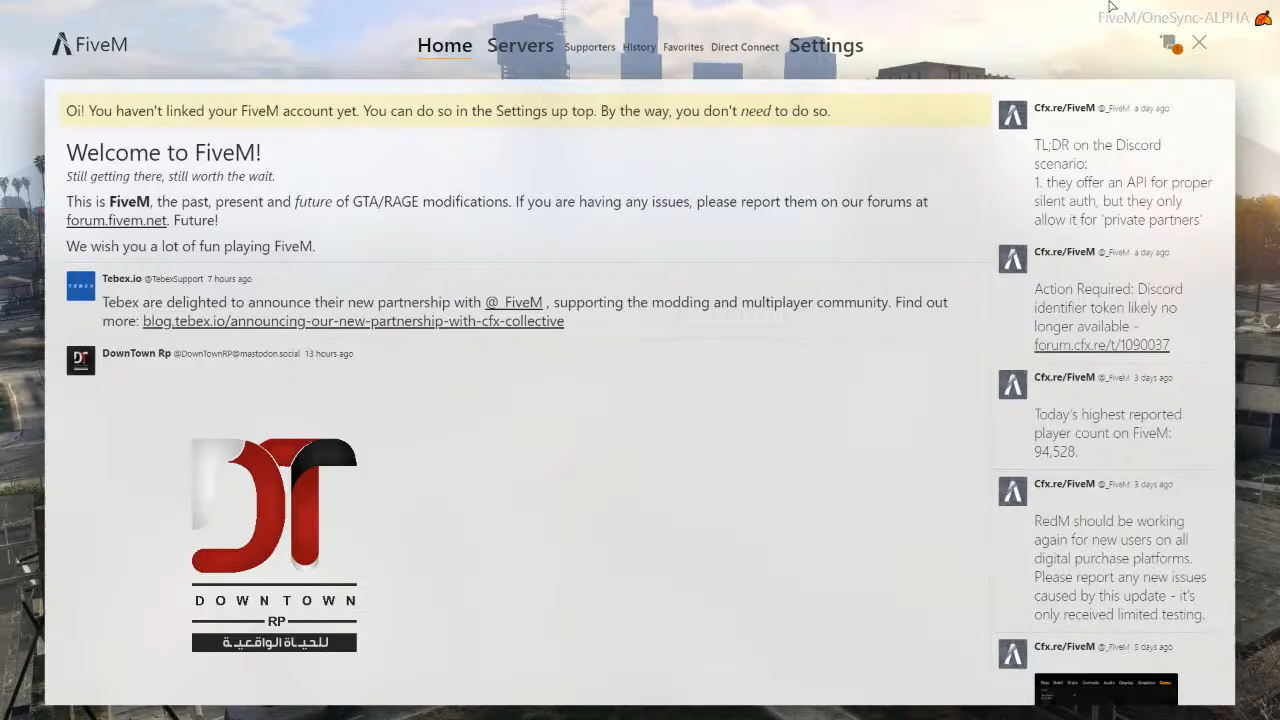 FiveM/OneSync-ALPHA
FiveM
Home Servers Supporters History Favorites Direct Connect Settings
Oi! You haven't linked your FiveM account yet. You can do so in the Settings up top. By the way, you don't need to do so.
Welcome to FiveM!
Still getting there, still worth the wait.
This is FiveM, the past, present and future of GTA/RAGE modifications. If you are having any issues, please report them on our forums at
forum.fivem.net. Future!
We wish you a lot of fun playing FiveM.
Tebex.io @TebexSupport 7 hours ago
TEBEX
Tebex are delighted to announce their new partnership with @_FiveM , supporting the modding and multiplayer community. Find out
more: blog.tebex.io/announcing-our-new-partnership-with-cfx-collective
DownTown Rp @DownTownRP@mastodon.social 13 hours ago
DOWNTOWN
RP
للحياة الواقعية
Cfx.re/FiveM @_FiveM a day ago
TL;DR on the Discord
scenario:
1. they offer an API for proper
silent auth, but they only
allow it for 'private partners'
Cfx.re/FiveM @_FiveM a day ago
Action Required: Discord
identifier token likely no
longer available -
forum.cfx.re/t/1090037
Cfx.re/FiveM @_FiveM 3 days ago
Today's highest reported
player count on FiveM:
94,528.
Cfx.re/FiveM @_FiveM 3 days ago
RedM should be working
again for new users on all
digital purchase platforms.
Please report any new issues
caused by this update - it's
only received limited testing.
Cfx.re/FiveM @_FiveM 5 days ago